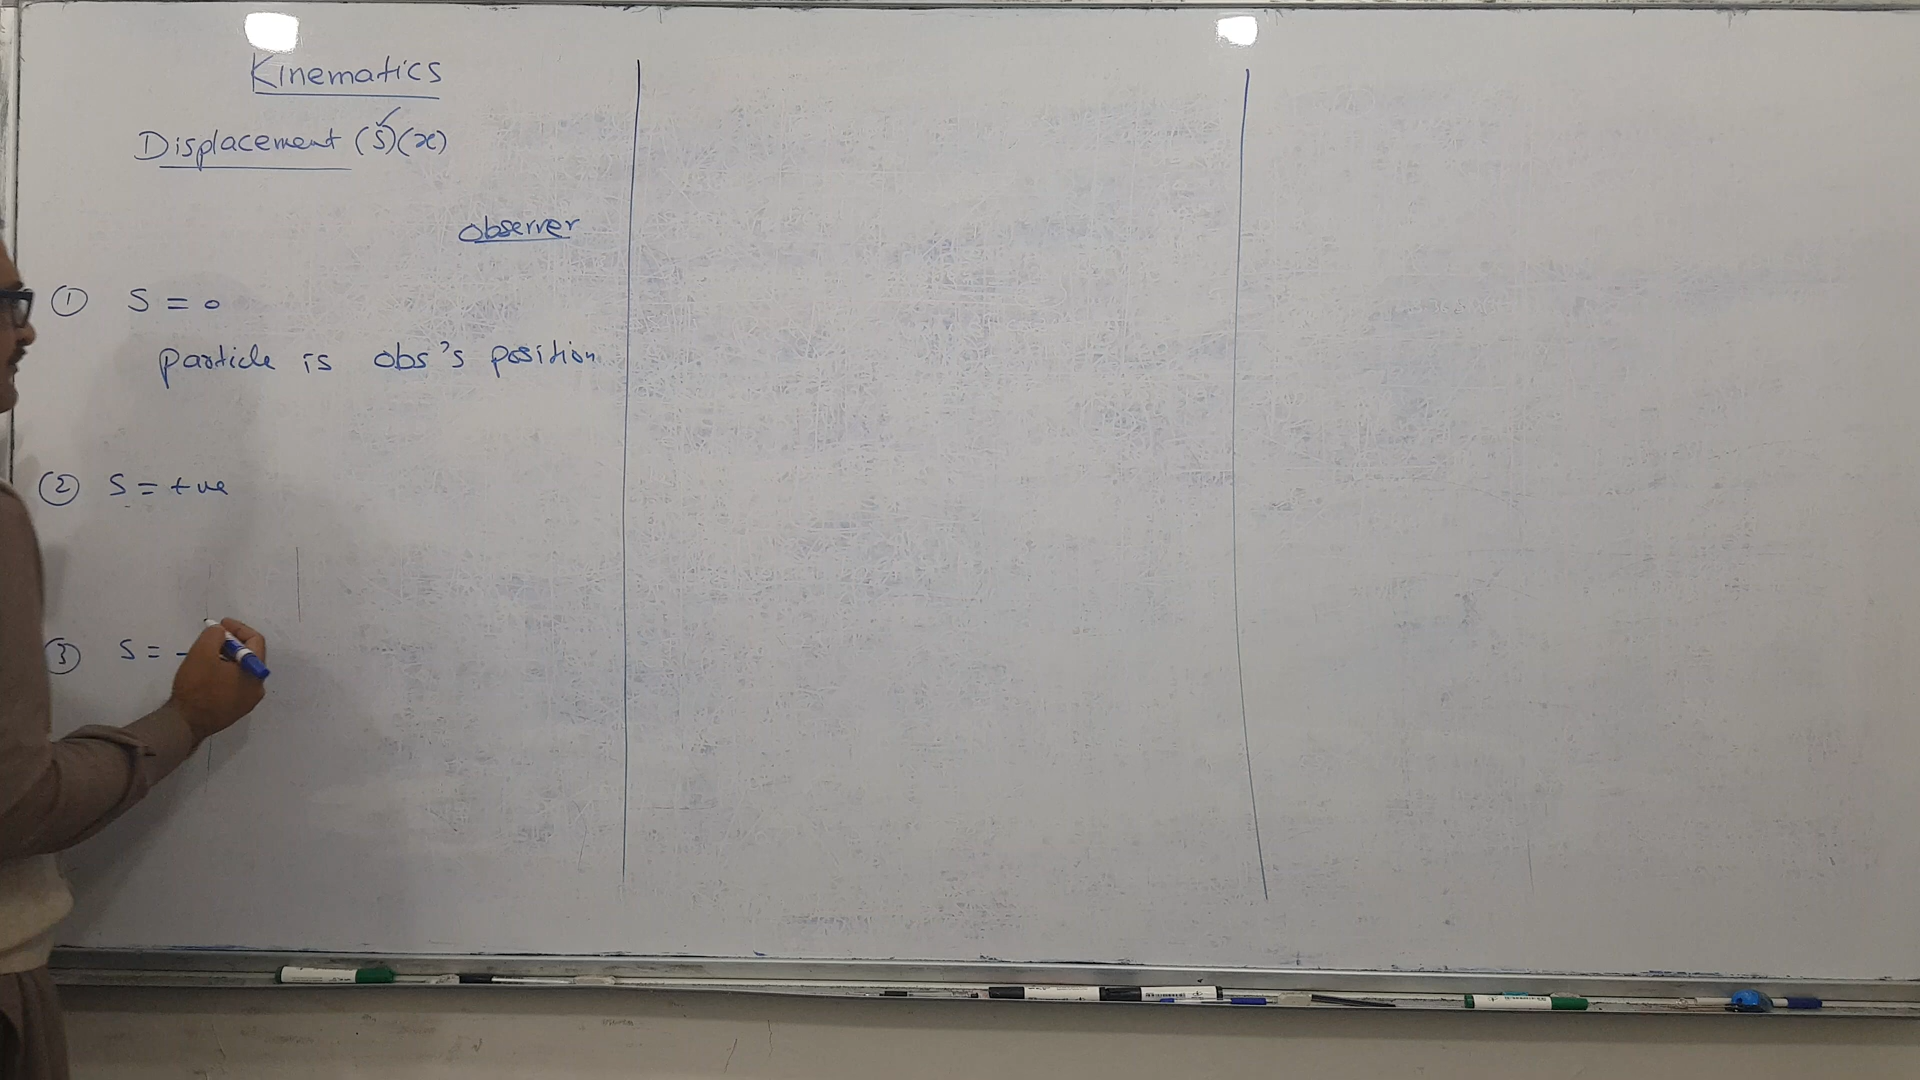 Kinematics
Displacement (s)(x)
observer
① S = 0
particle is obs's position
② S = +ve
③ S = -